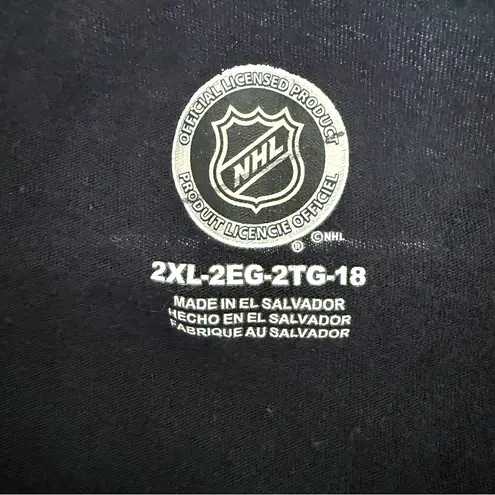 OFFICIAL LICENSED PRODUCT
NHL
PRODUIT LICENCIE OFFICIEL
® ©NHL
2XL-2EG-2TG-18
MADE IN EL SALVADOR
HECHO EN EL SALVADOR
FABRIQUE AU SALVADOR